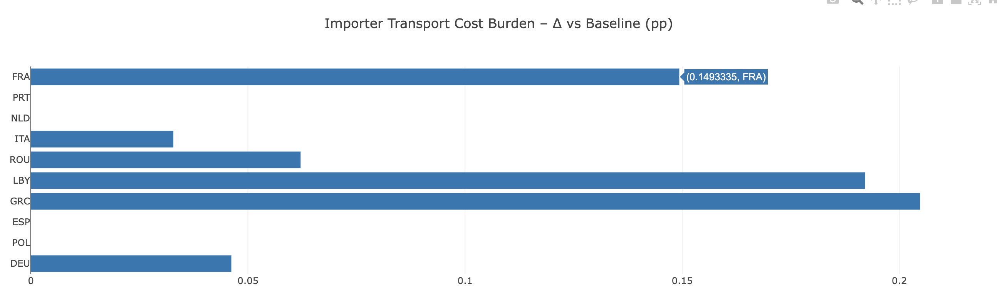 Importer Transport Cost Burden – Δ vs Baseline (pp)
FRA
(0.1493335, FRA)
PRT
NLD
ITA
ROU
LBY
GRC
ESP
POL
DEU
0 0.05 0.1 0.15 0.2